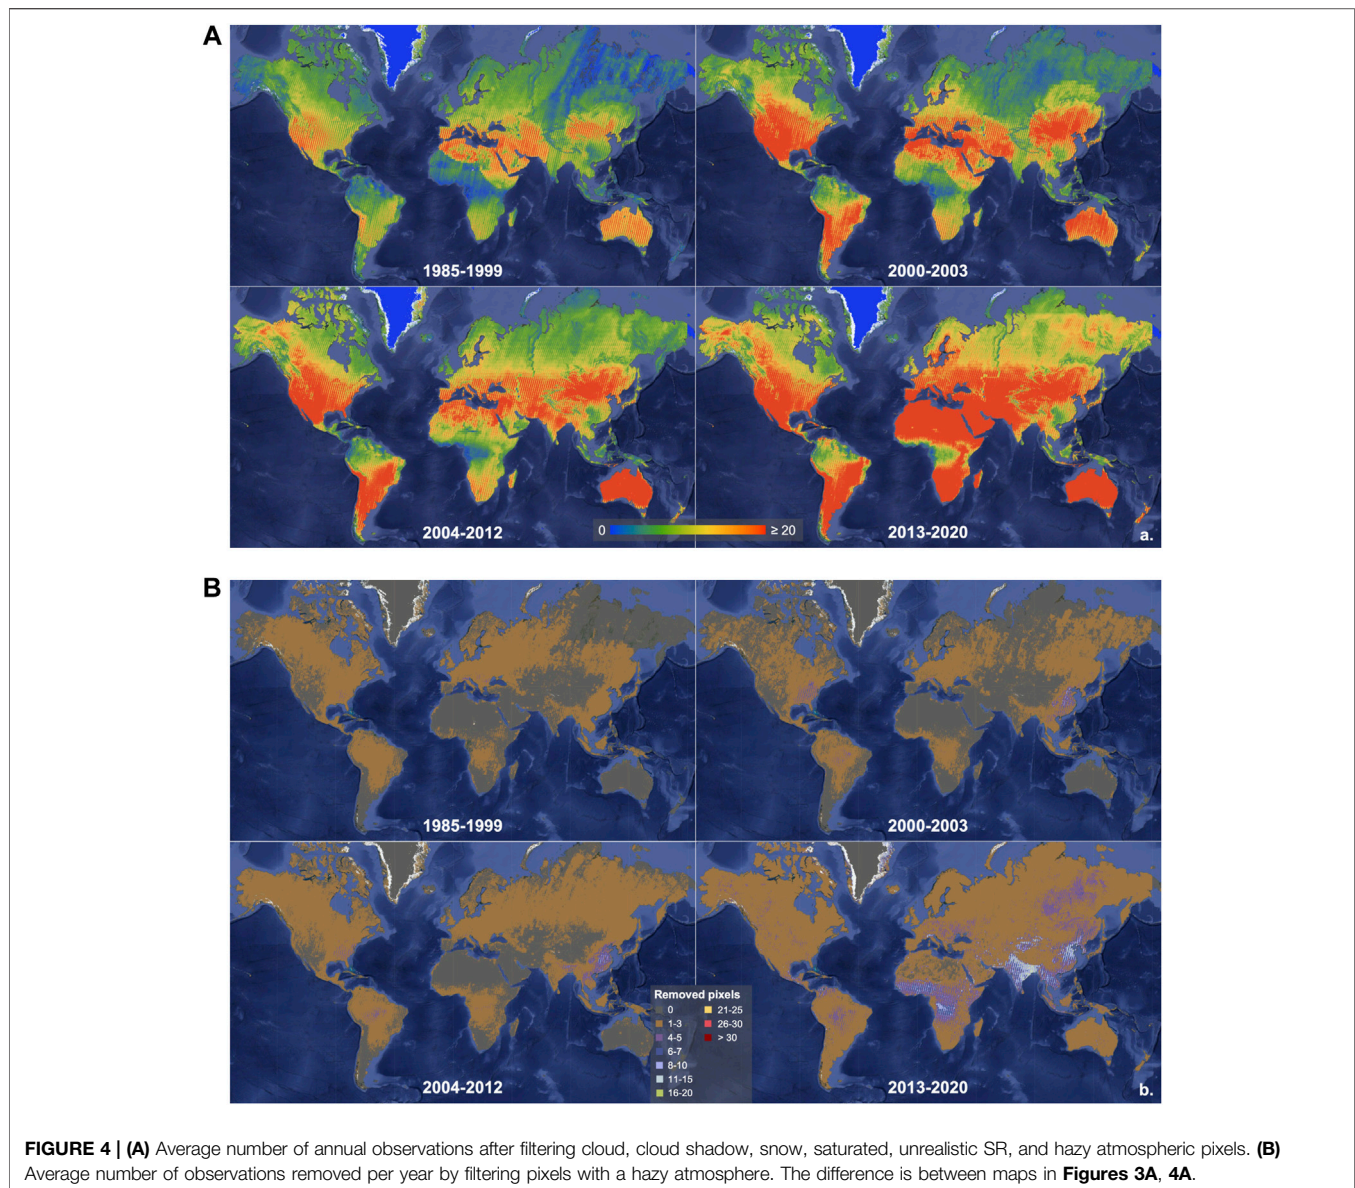 A
1985-1999
2000-2003
2004-2012
0
≥ 20
2013-2020
a.
B
1985-1999
2000-2003
2004-2012
Removed pixels
0
1-3
4-5
6-7
8-10
11-15
16-20
21-25
26-30
> 30
2013-2020
b.
FIGURE 4 | (A) Average number of annual observations after filtering cloud, cloud shadow, snow, saturated, unrealistic SR, and hazy atmospheric pixels. (B)
Average number of observations removed per year by filtering pixels with a hazy atmosphere. The difference is between maps in Figures 3A, 4A.